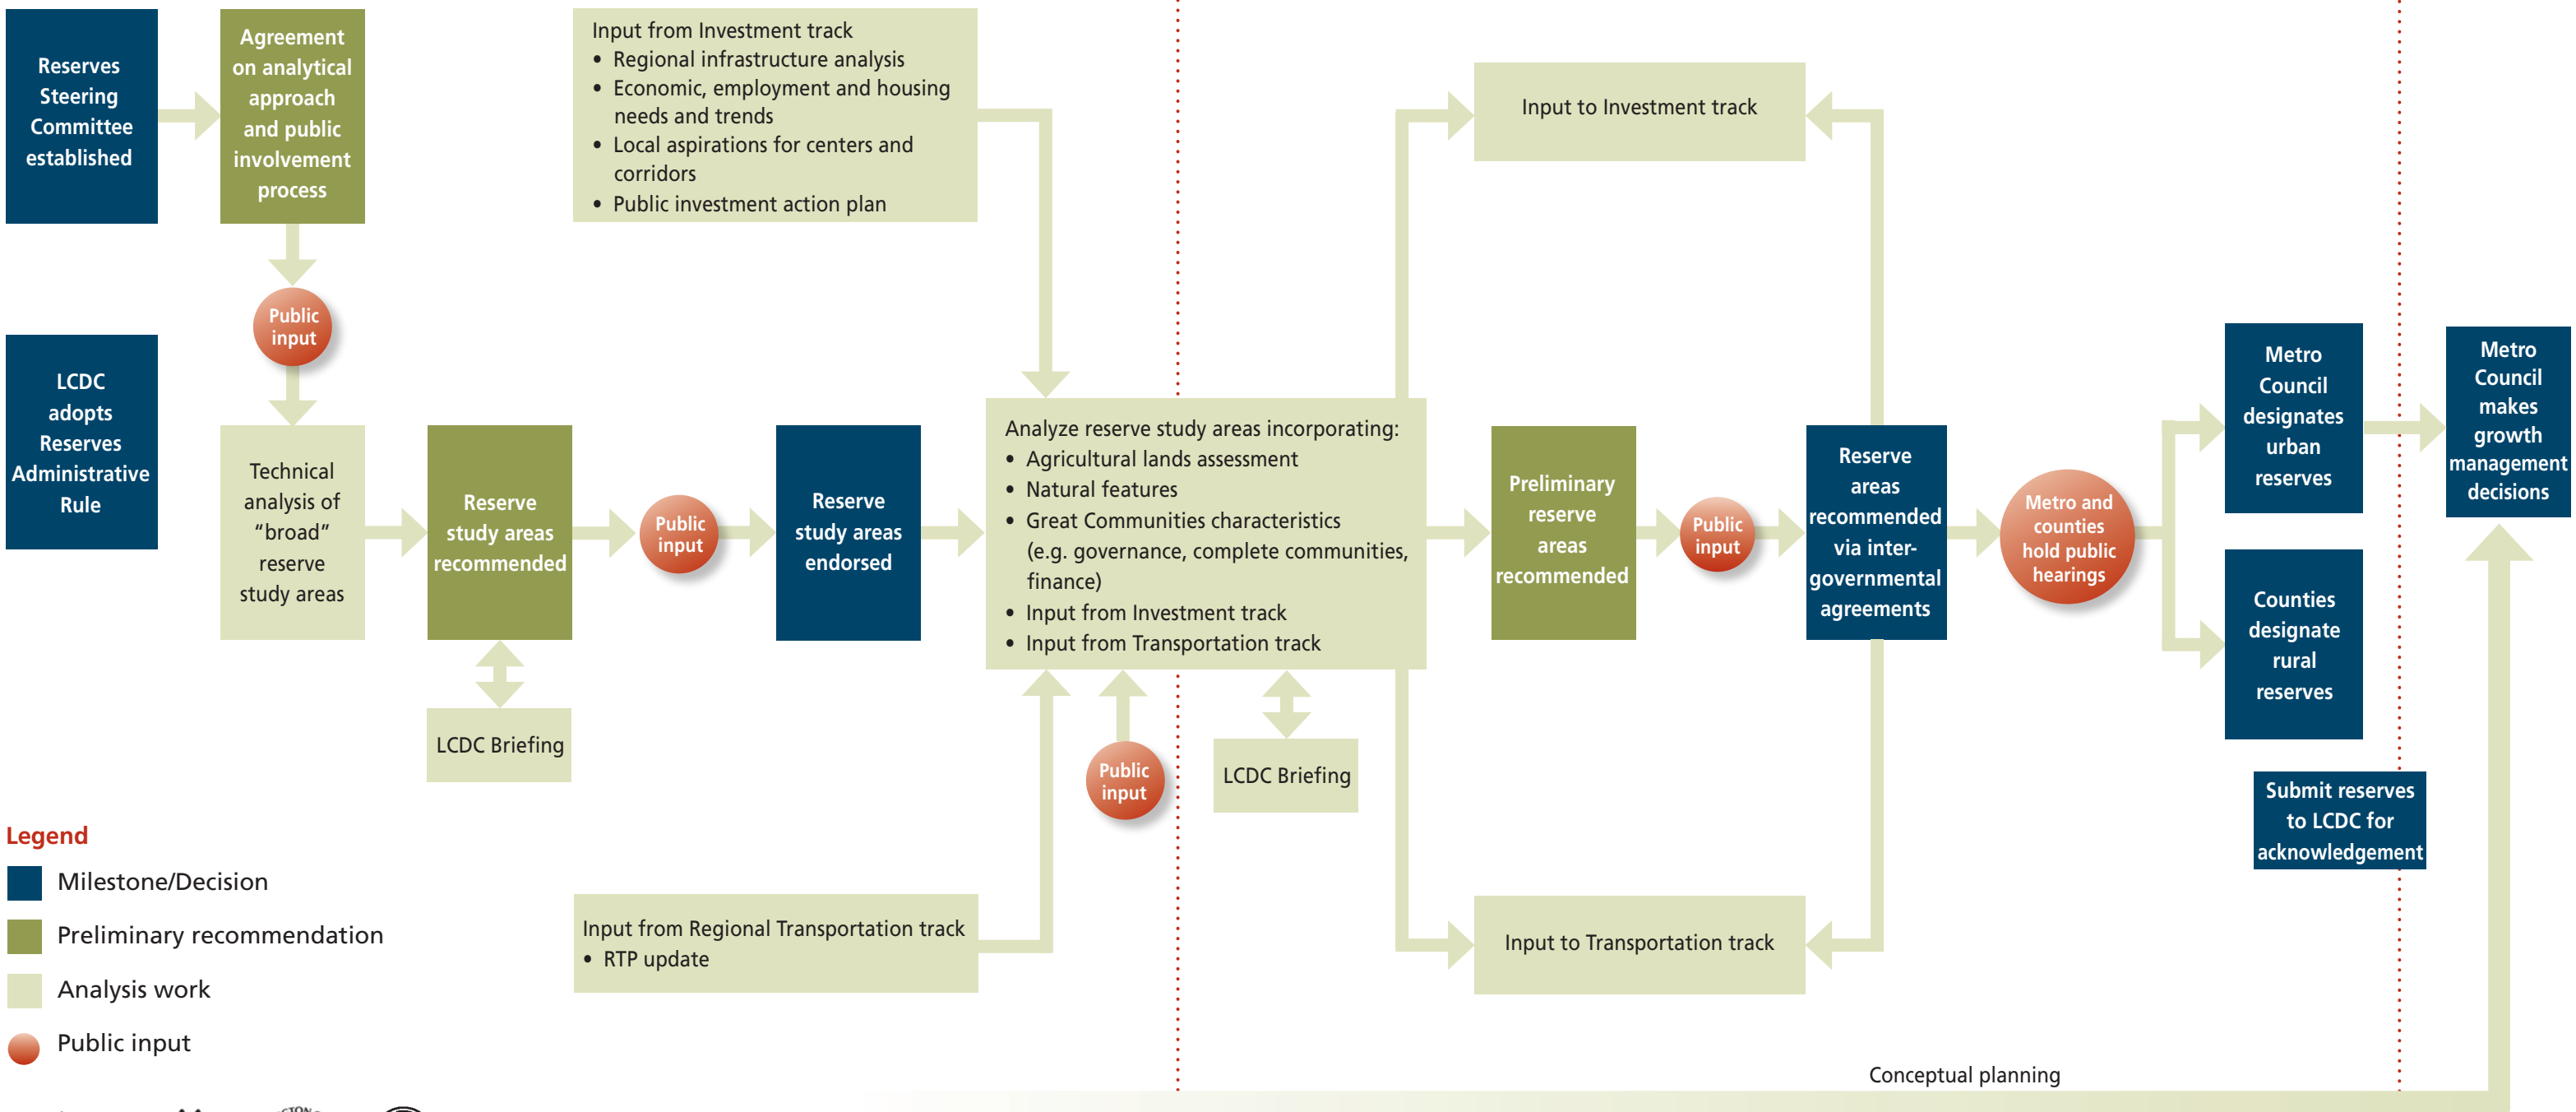 Reserves
Steering
Committee
established
Agreement
on analytical
approach
and public
involvement
process
Input from Investment track
• Regional infrastructure analysis
• Economic, employment and housing
needs and trends
• Local aspirations for centers and
corridors
• Public investment action plan
Input to Investment track
Public
input
LCDC
adopts
Reserves
Administrative
Rule
Technical
analysis of
“broad”
reserve
study areas
Reserve
study areas
recommended
Public
input
Reserve
study areas
endorsed
Analyze reserve study areas incorporating:
• Agricultural lands assessment
• Natural features
• Great Communities characteristics
(e.g. governance, complete communities,
finance)
• Input from Investment track
• Input from Transportation track
Preliminary
reserve
areas
recommended
Public
input
Reserve
areas
recommended
via inter-
governmental
agreements
Metro and
counties
hold public
hearings
Metro
Council
designates
urban
reserves
Metro
Council
makes
growth
management
decisions
Counties
designate
rural
reserves
LCDC Briefing
Public
input
LCDC Briefing
Submit reserves
to LCDC for
acknowledgement
Legend
Milestone/Decision
Preliminary recommendation
Analysis work
Public input
Input from Regional Transportation track
• RTP update
Input to Transportation track
Conceptual planning